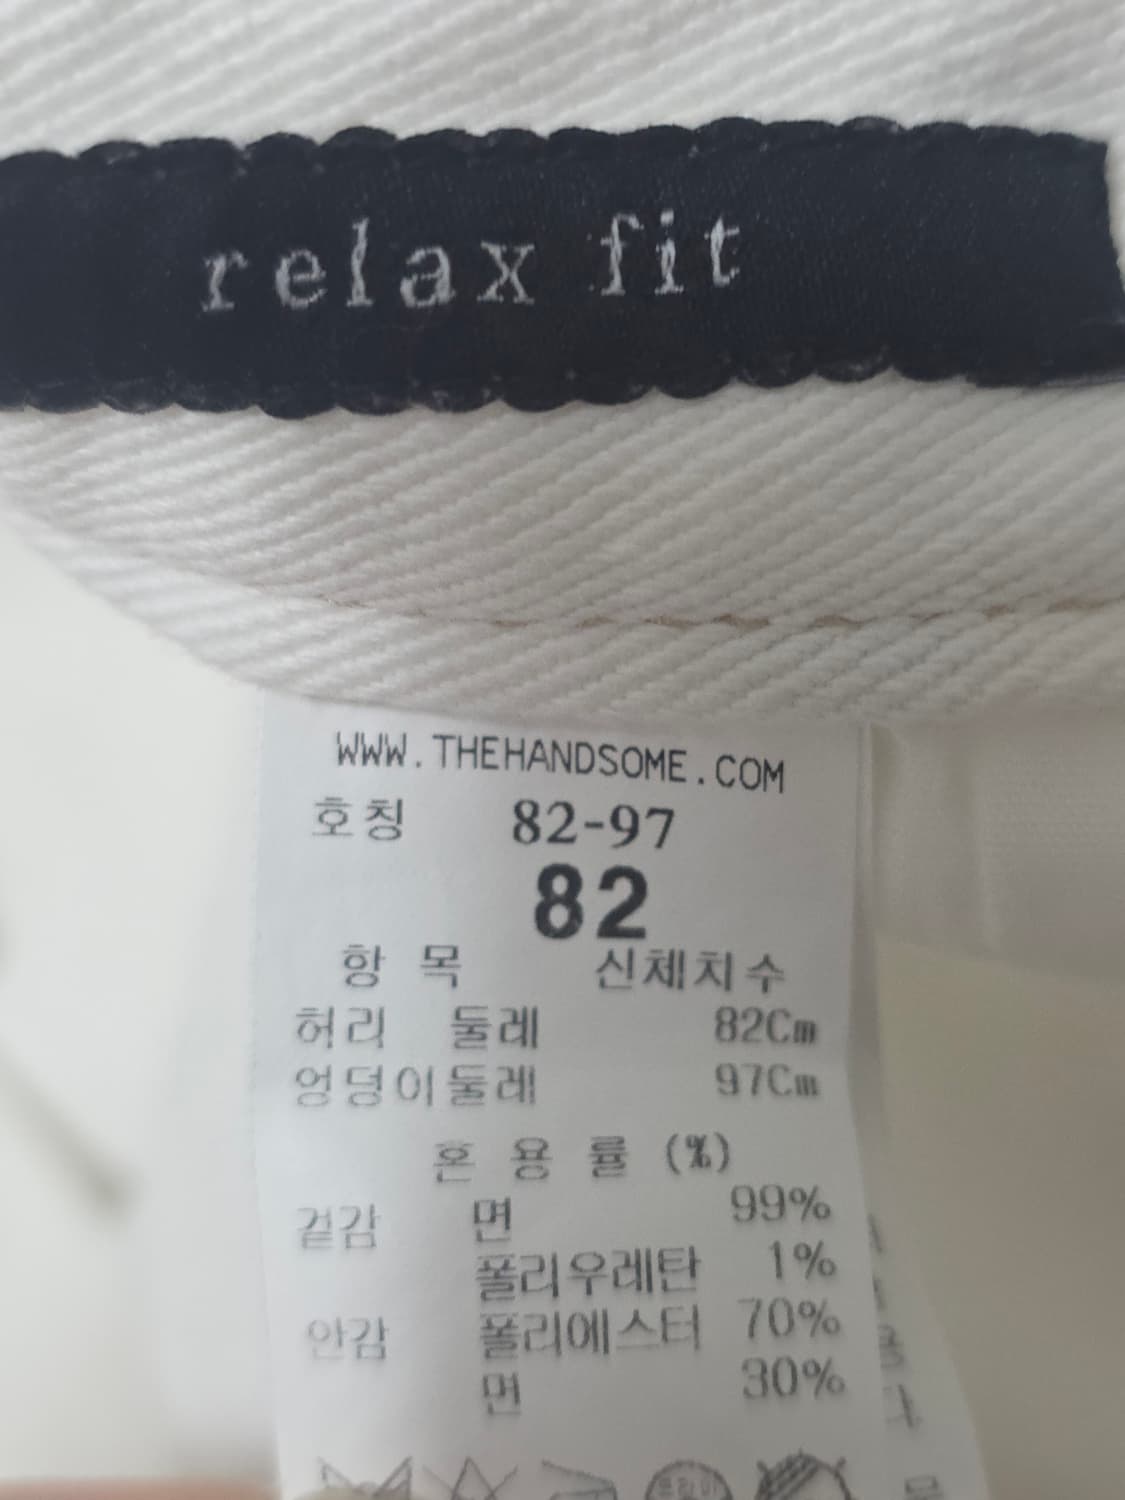 relax fit
WWW.THEHANDSOME.COM
호칭 82-97
82
항 목 신체치수
허리 둘레 82Cm
엉덩이둘레 97Cm
혼 용 률 (%)
겉감 면 99%
폴리우레탄 1%
안감 폴리에스터 70%
면 30%